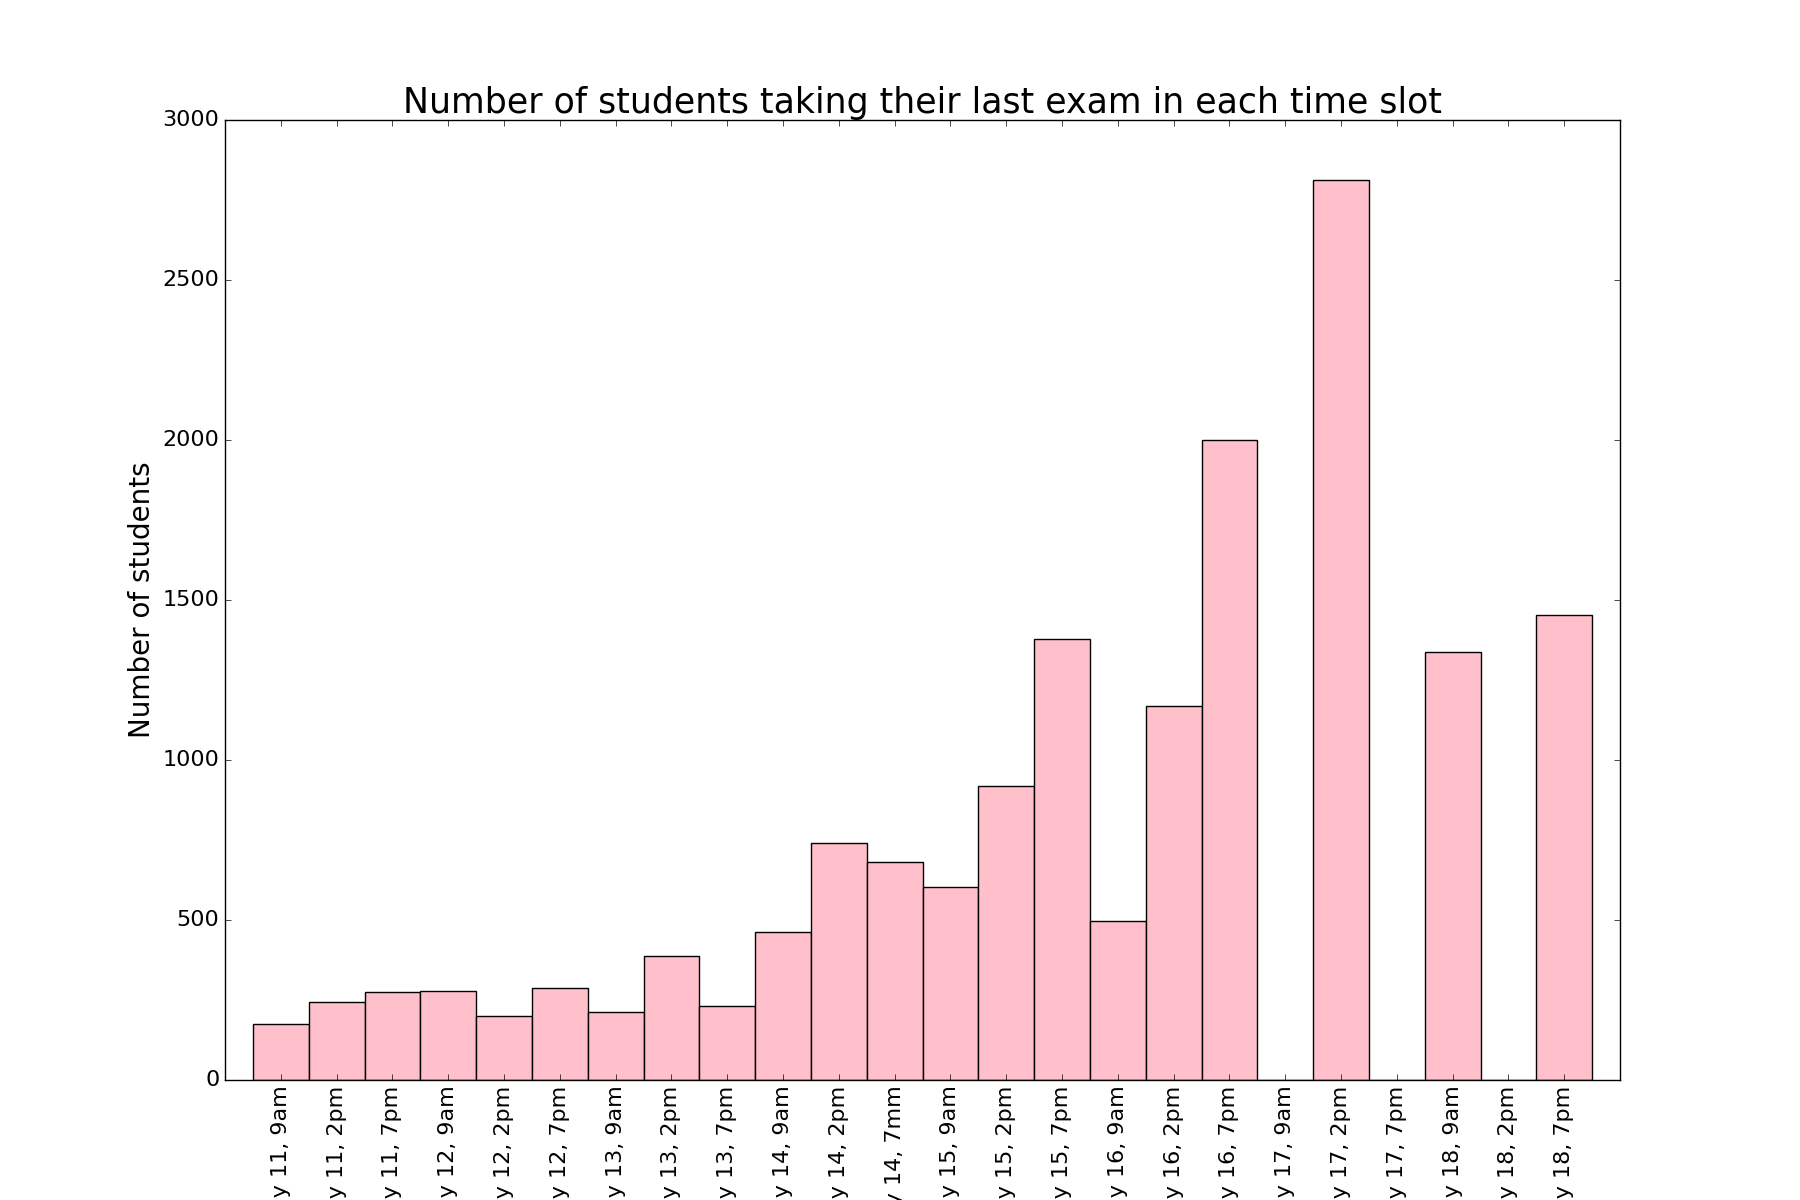 Number of students taking their last exam in each time slot
Number of students
3000
2500
2000
1500
1000
500
0
y 11, 9am
y 11, 2pm
y 11, 7pm
y 12, 9am
y 12, 2pm
y 12, 7pm
y 13, 9am
y 13, 2pm
y 13, 7pm
y 14, 9am
y 14, 2pm
y 14, 7mm
y 15, 9am
y 15, 2pm
y 15, 7pm
y 16, 9am
y 16, 2pm
y 16, 7pm
y 17, 9am
y 17, 2pm
y 17, 7pm
y 18, 9am
y 18, 2pm
y 18, 7pm